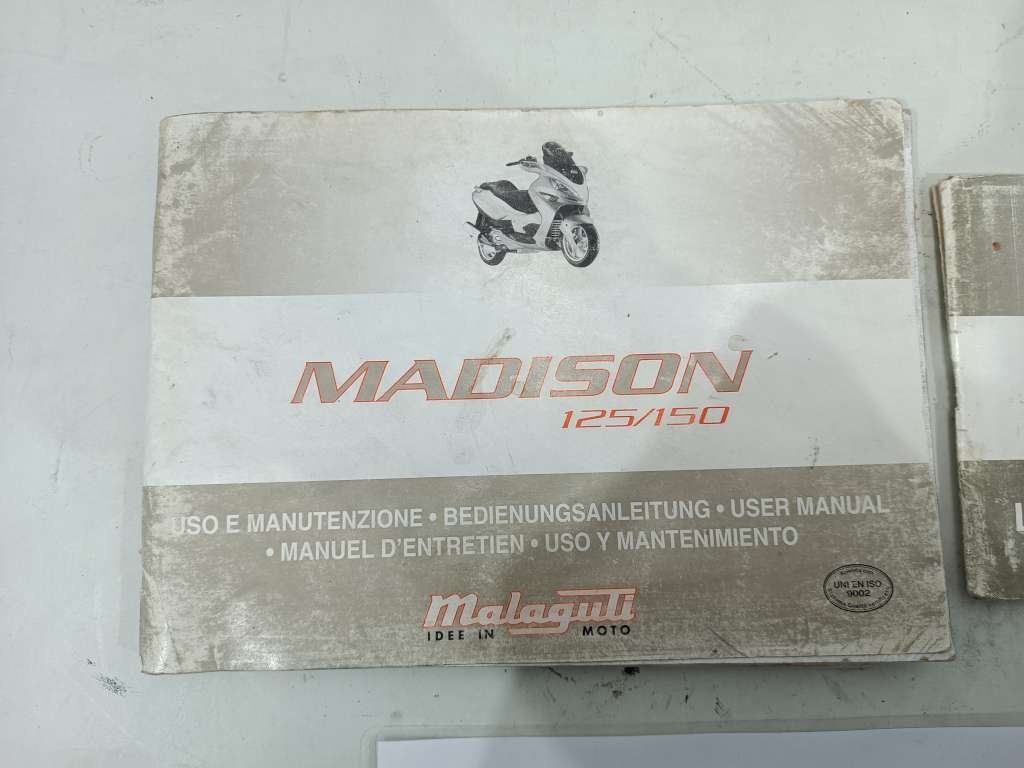 MADISON
125/150
USO E MANUTENZIONE • BEDIENUNGSANLEITUNG • USER MANUAL
• MANUEL D'ENTRETIEN • USO Y MANTENIMIENTO
Malaguti
IDEE IN MOTO
UNI EN ISO
9002